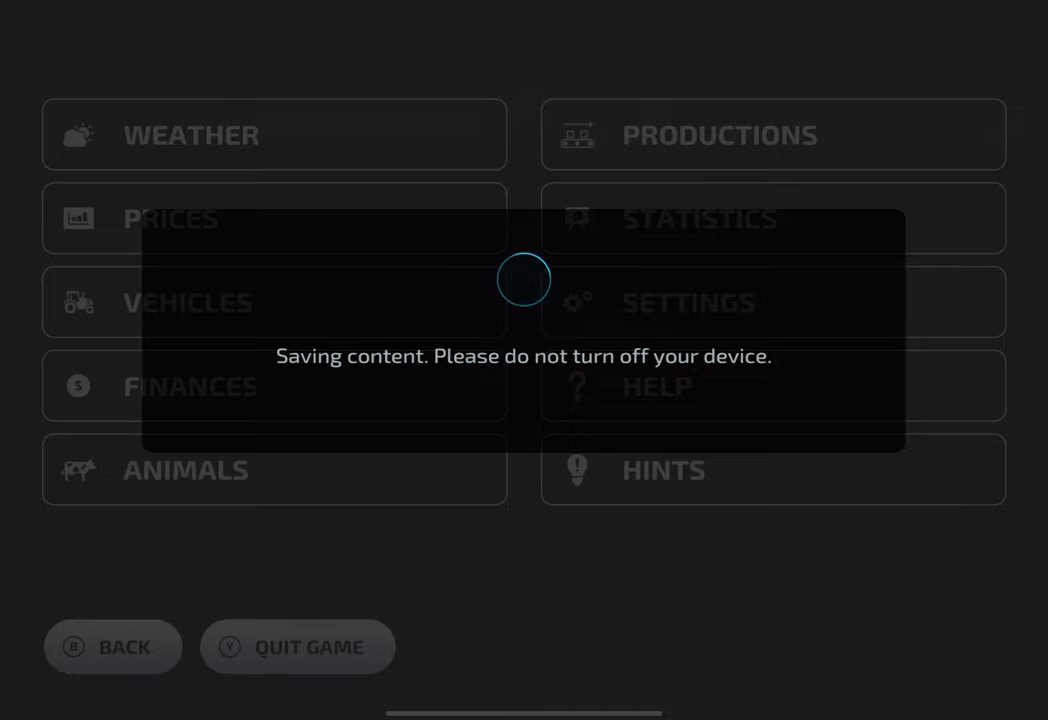 WEATHER
PRODUCTIONS
PRICES
STATISTICS
VEHICLES
SETTINGS
Saving content. Please do not turn off your device.
FINANCES
HELP
ANIMALS
HINTS
B BACK
Y QUIT GAME